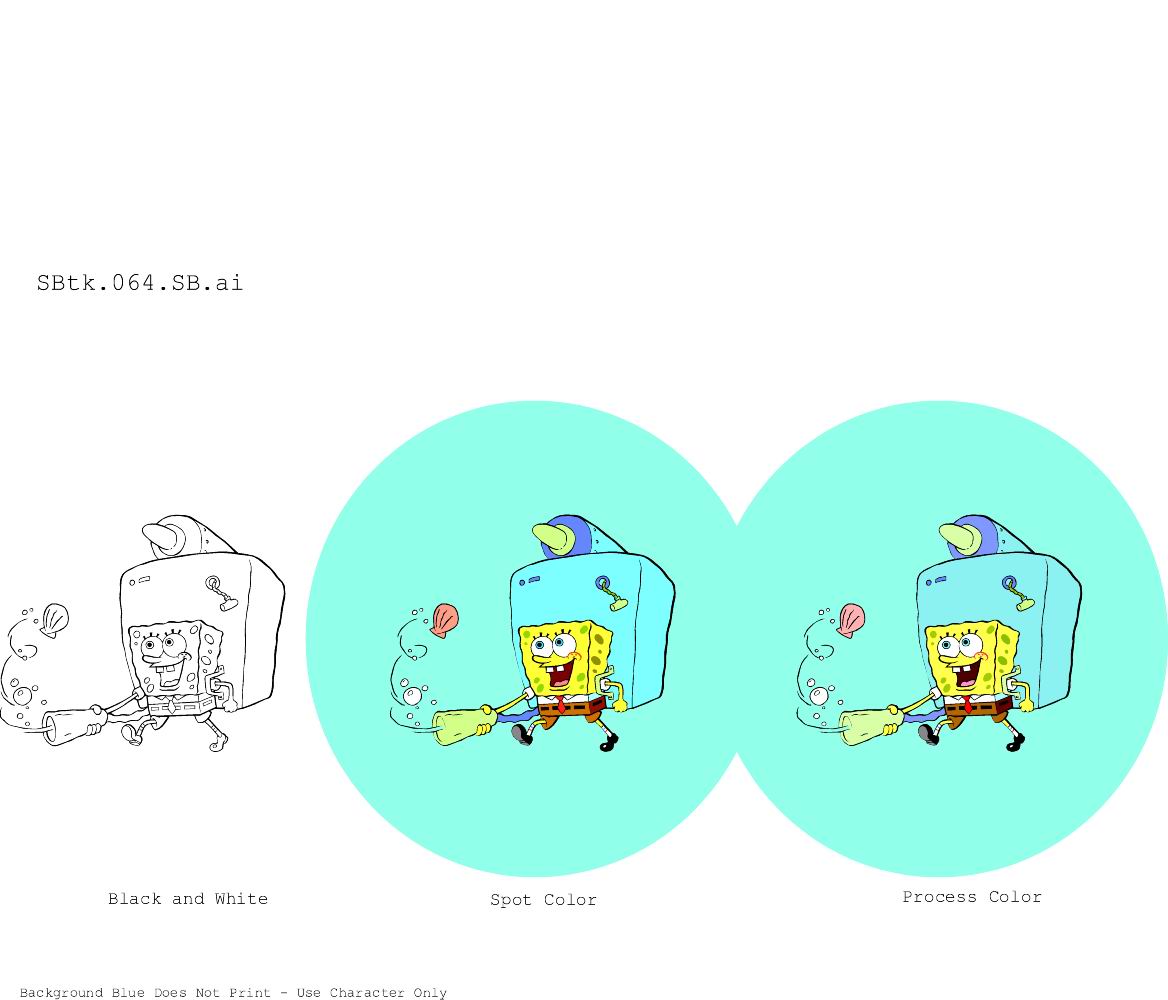 SBtk.064.SB.ai
Black and White
Spot Color
Process Color
Background Blue Does Not Print - Use Character Only